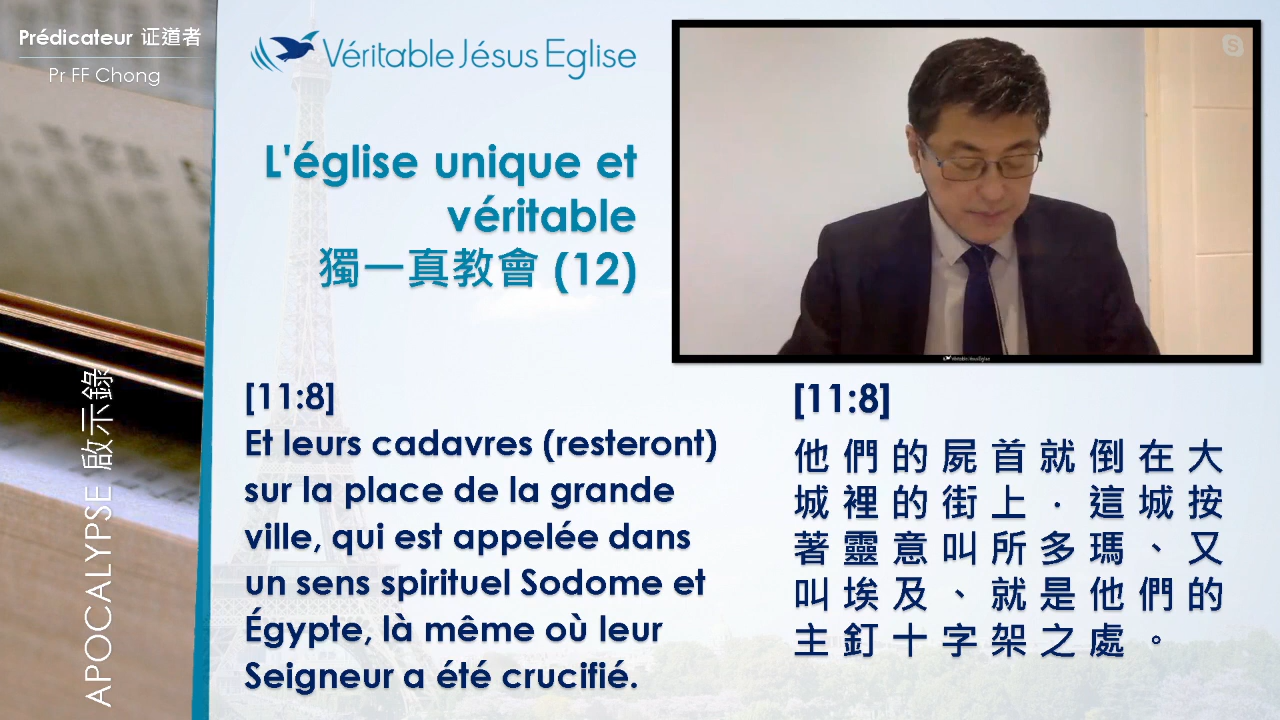 Prédicateur 证道者
Pr FF Chong
Véritable Jésus Eglise
L'église unique et
véritable
獨一真教會 (12)
[11:8]
Et leurs cadavres (resteront)
sur la place de la grande
ville, qui est appelée dans
un sens spirituel Sodome et
Égypte, là même où leur
Seigneur a été crucifié.
[11:8]
他們的屍首就倒在大
城裡的街上．這城按
著靈意叫所多瑪、又
叫埃及、就是他們的
主釘十字架之處。
APOCALYPSE 啟示錄